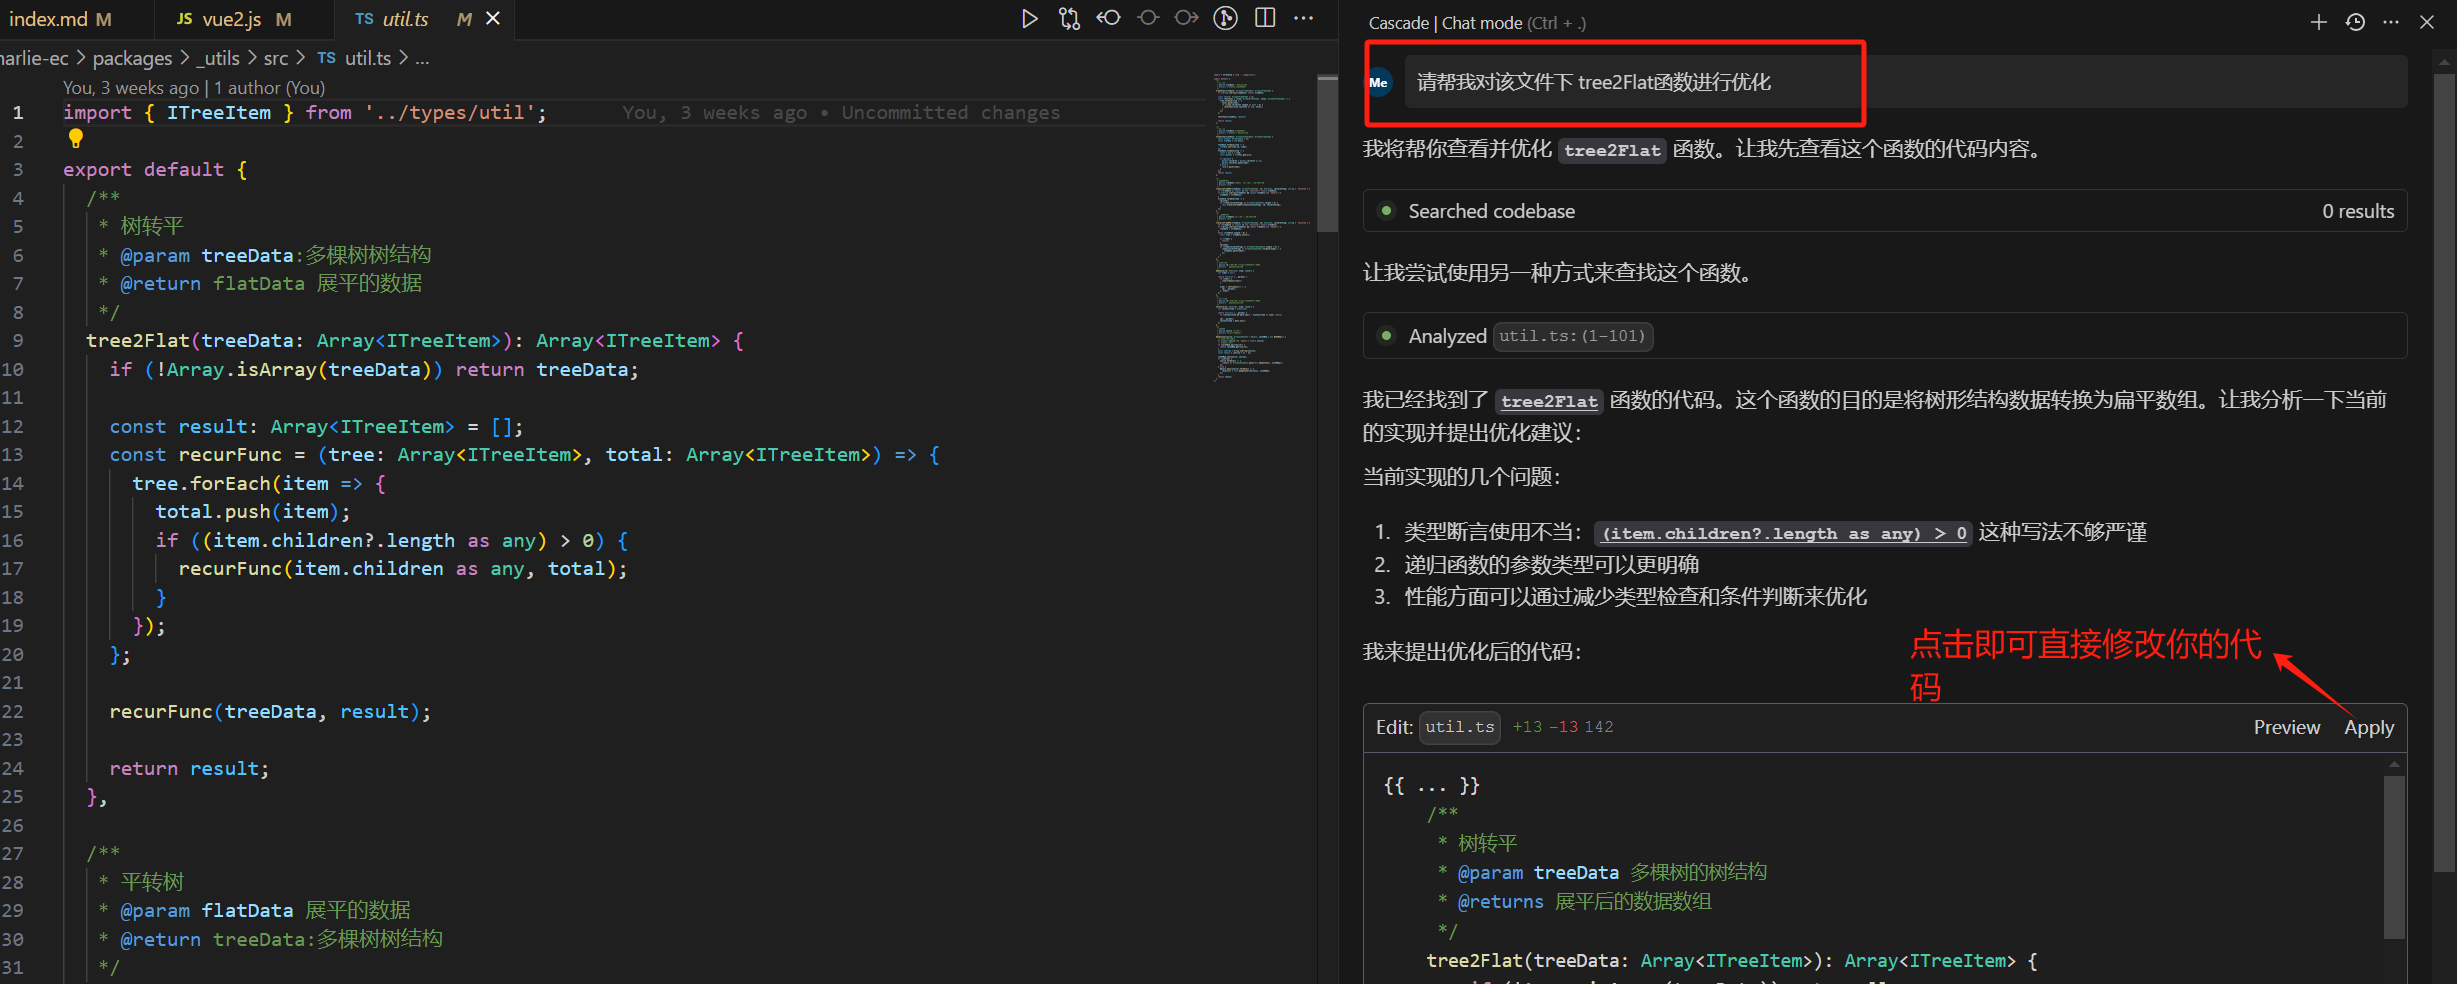 index.md M
JS vue2.js M
TS util.ts M
arlie-ec > packages > _utils > src > TS util.ts > ...
You, 3 weeks ago | 1 author (You)
1 import { ITreeItem } from '../types/util'; You, 3 weeks ago • Uncommitted changes
2
3 export default {
4 /**
5 * 树转平
6 * @param treeData:多棵树树结构
7 * @return flatData 展平的数据
8 */
9 tree2Flat(treeData: Array<ITreeItem>): Array<ITreeItem> {
10 if (!Array.isArray(treeData)) return treeData;
11
12 const result: Array<ITreeItem> = [];
13 const recurFunc = (tree: Array<ITreeItem>, total: Array<ITreeItem>) => {
14 tree.forEach(item => {
15 total.push(item);
16 if ((item.children?.length as any) > 0) {
17 recurFunc(item.children as any, total);
18 }
19 });
20 };
21
22 recurFunc(treeData, result);
23
24 return result;
25 },
26
27 /**
28 * 平转树
29 * @param flatData 展平的数据
30 * @return treeData:多棵树树结构
31 */
Cascade | Chat mode (Ctrl + .)
Me 请帮我对该文件下 tree2Flat函数进行优化
我将帮你查看并优化 tree2Flat 函数。让我先查看这个函数的代码内容。
Searched codebase 0 results
让我尝试使用另一种方式来查找这个函数。
Analyzed util.ts:(1-101)
我已经找到了 tree2Flat 函数的代码。这个函数的目的是将树形结构数据转换为扁平数组。让我分析一下当前
的实现并提出优化建议：
当前实现的几个问题：
1. 类型断言使用不当：(item.children?.length as any) > 0 这种写法不够严谨
2. 递归函数的参数类型可以更明确
3. 性能方面可以通过减少类型检查和条件判断来优化
我来提出优化后的代码：
点击即可直接修改你的代
码
Edit: util.ts +13 -13 142 Preview Apply
{{ ... }}
/**
* 树转平
* @param treeData 多棵树的树结构
* @returns 展平后的数据数组
*/
tree2Flat(treeData: Array<ITreeItem>): Array<ITreeItem> {